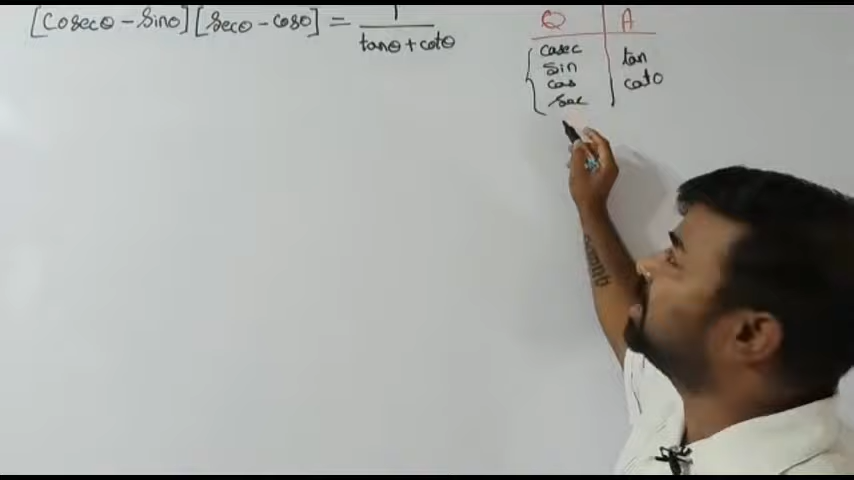 [Cosecθ - Sinθ] [Secθ - Cosθ] = 1 / tanθ + cotθ
Q A
Cosec tan
Sin cotθ
Cos
Sec